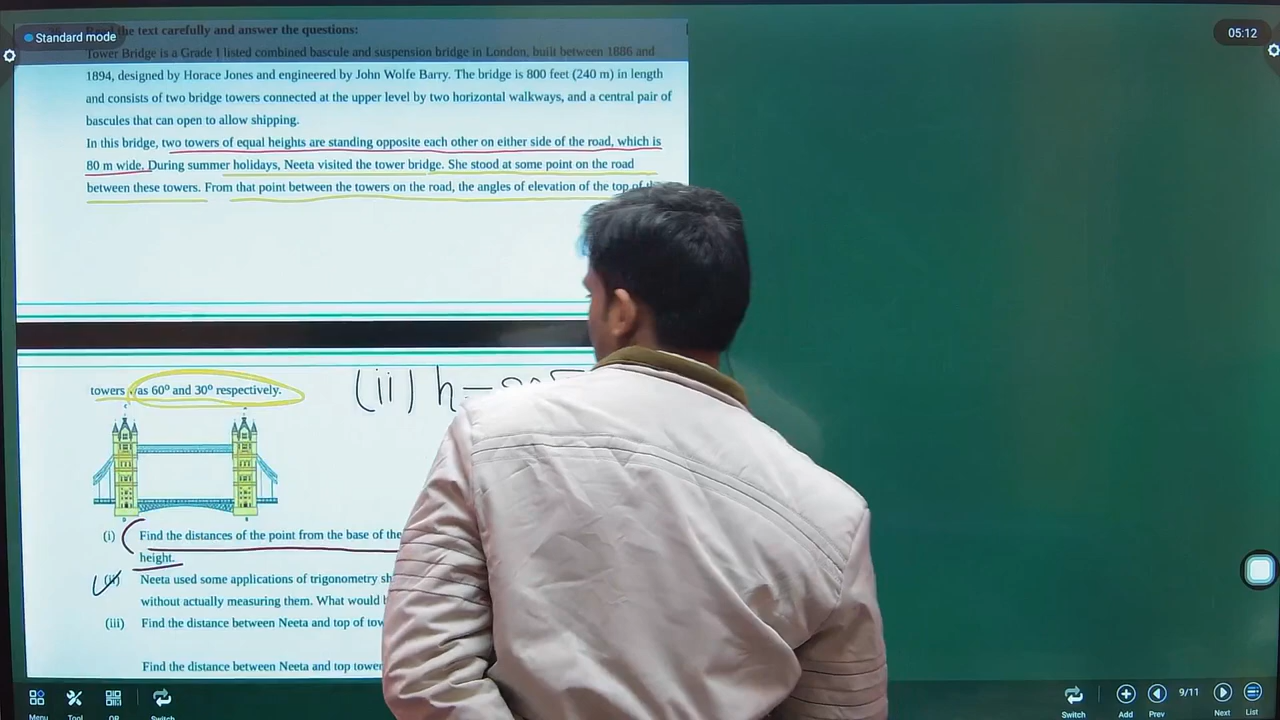 Standard mode
05:12
the text carefully and answer the questions:
Tower Bridge is a Grade I listed combined bascule and suspension bridge in London, built between 1886 and
1894, designed by Horace Jones and engineered by John Wolfe Barry. The bridge is 800 feet (240 m) in length
and consists of two bridge towers connected at the upper level by two horizontal walkways, and a central pair of
bascules that can open to allow shipping.
In this bridge, two towers of equal heights are standing opposite each other on either side of the road, which is
80 m wide. During summer holidays, Neeta visited the tower bridge. She stood at some point on the road
between these towers. From that point between the towers on the road, the angles of elevation of the top of
towers was 60° and 30° respectively.
(ii) h =
(i) Find the distances of the point from the base of the
height.
(ii) Neeta used some applications of trigonometry
without actually measuring them. What would
(iii) Find the distance between Neeta and top of
Find the distance between Neeta and top tower
Menu Tool QR Switch
Switch Add Prev 9/11 Next List